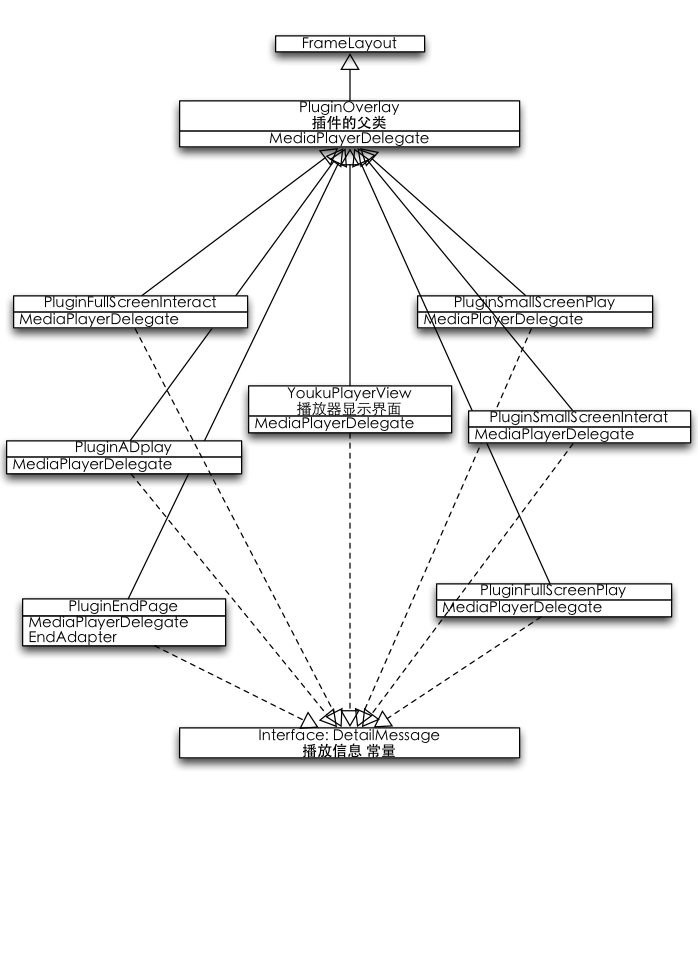 FrameLayout
PluginOverlay
插件的父类
MediaPlayerDelegate
PluginFullScreenInteract
MediaPlayerDelegate
PluginSmallScreenPlay
MediaPlayerDelegate
YoukuPlayerView
播放器显示界面
MediaPlayerDelegate
PluginSmallScreenInterat
MediaPlayerDelegate
PluginADplay
MediaPlayerDelegate
PluginFullScreenPlay
MediaPlayerDelegate
PluginEndPage
MediaPlayerDelegate
EndAdapter
Interface: DetailMessage
播放信息 常量